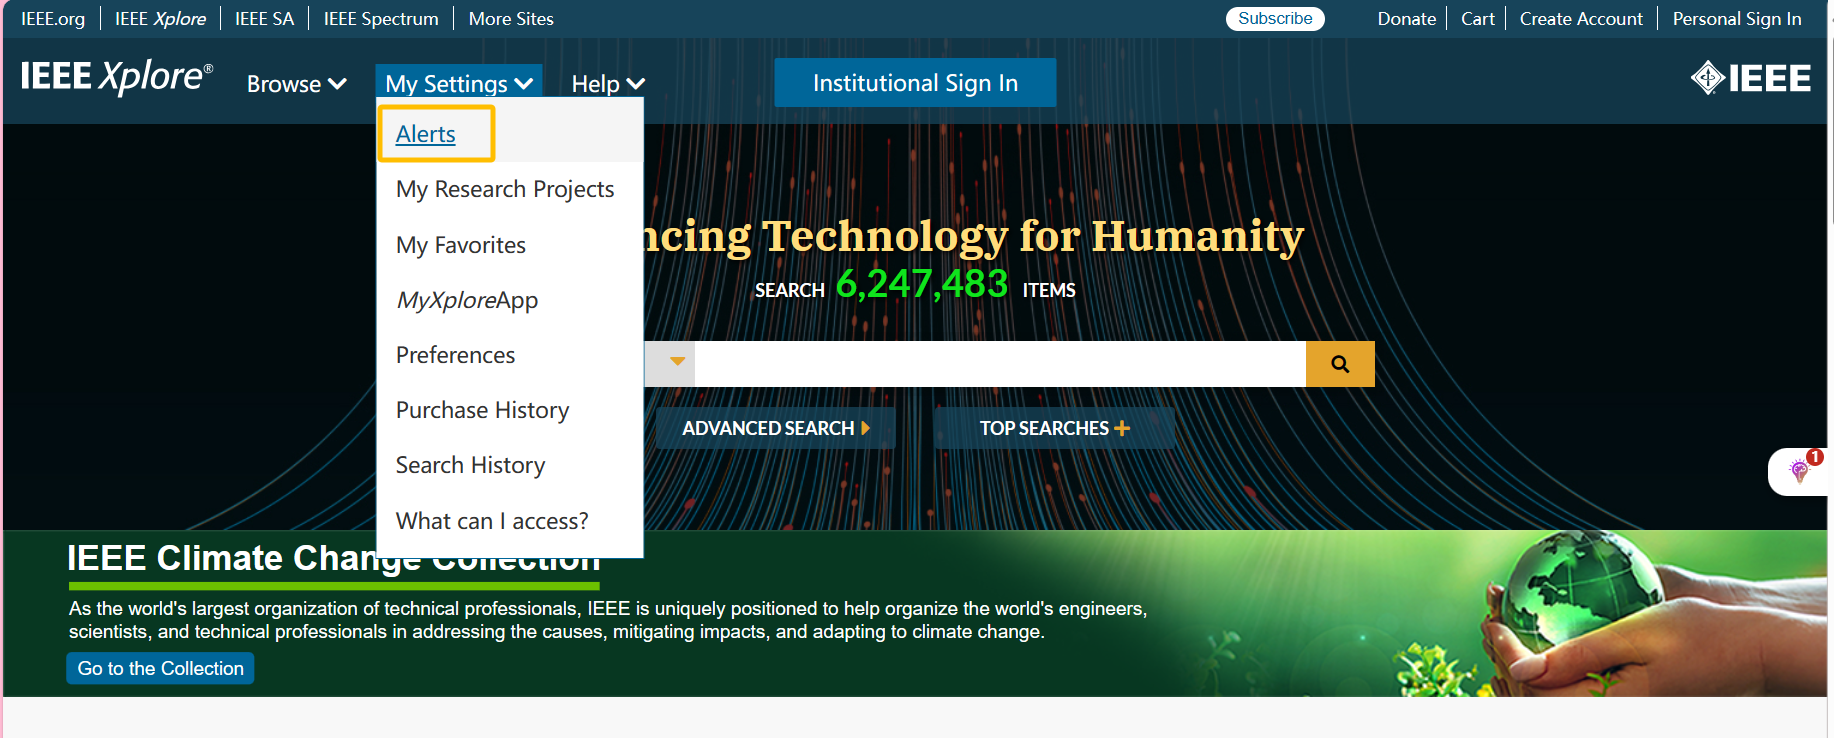 IEEE.org IEEE Xplore IEEE SA IEEE Spectrum More Sites Subscribe Donate Cart Create Account Personal Sign In
IEEE Xplore® Browse My Settings Help Institutional Sign In IEEE
Alerts
My Research Projects
My Favorites
MyXploreApp
Preferences
Purchase History
Search History
What can I access?
ncing Technology for Humanity
SEARCH 6,247,483 ITEMS
ADVANCED SEARCH TOP SEARCHES
1
IEEE Climate Change Collection
As the world's largest organization of technical professionals, IEEE is uniquely positioned to help organize the world's engineers,
scientists, and technical professionals in addressing the causes, mitigating impacts, and adapting to climate change.
Go to the Collection